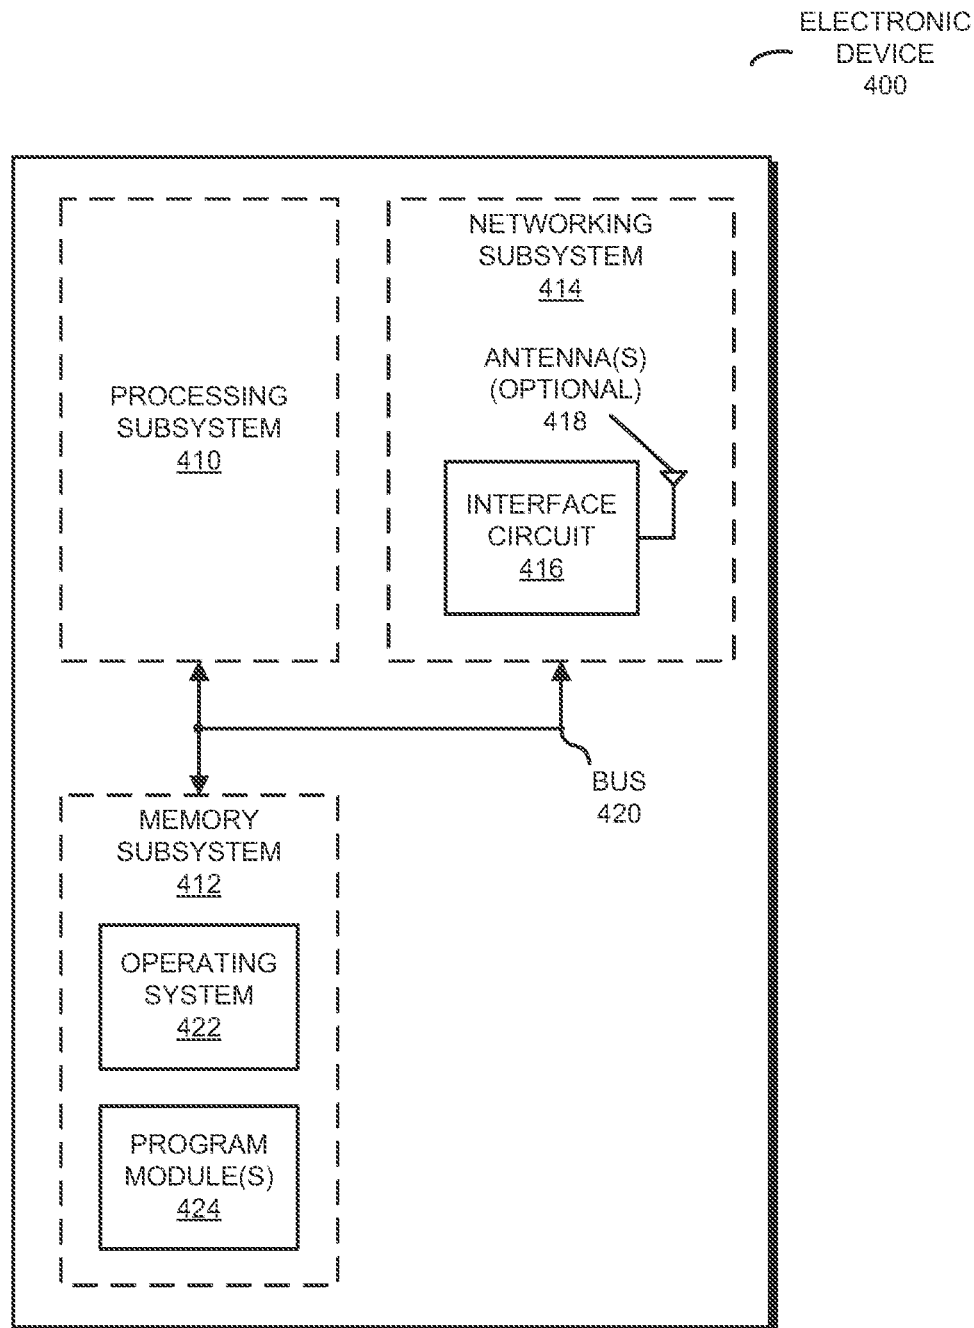 ELECTRONIC
DEVICE
400
PROCESSING
SUBSYSTEM
410
NETWORKING
SUBSYSTEM
414
ANTENNA(S)
(OPTIONAL)
418
INTERFACE
CIRCUIT
416
BUS
420
MEMORY
SUBSYSTEM
412
OPERATING
SYSTEM
422
PROGRAM
MODULE(S)
424